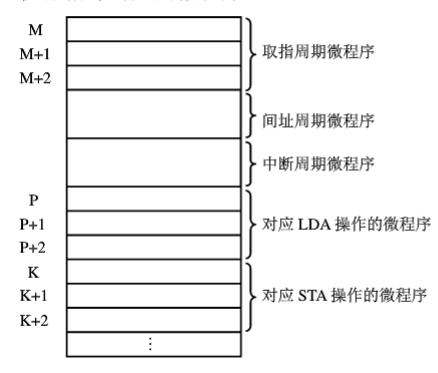 M
M+1
M+2
取指周期微程序
间址周期微程序
中断周期微程序
P
P+1
P+2
对应 LDA 操作的微程序
K
K+1
K+2
对应 STA 操作的微程序
⋮